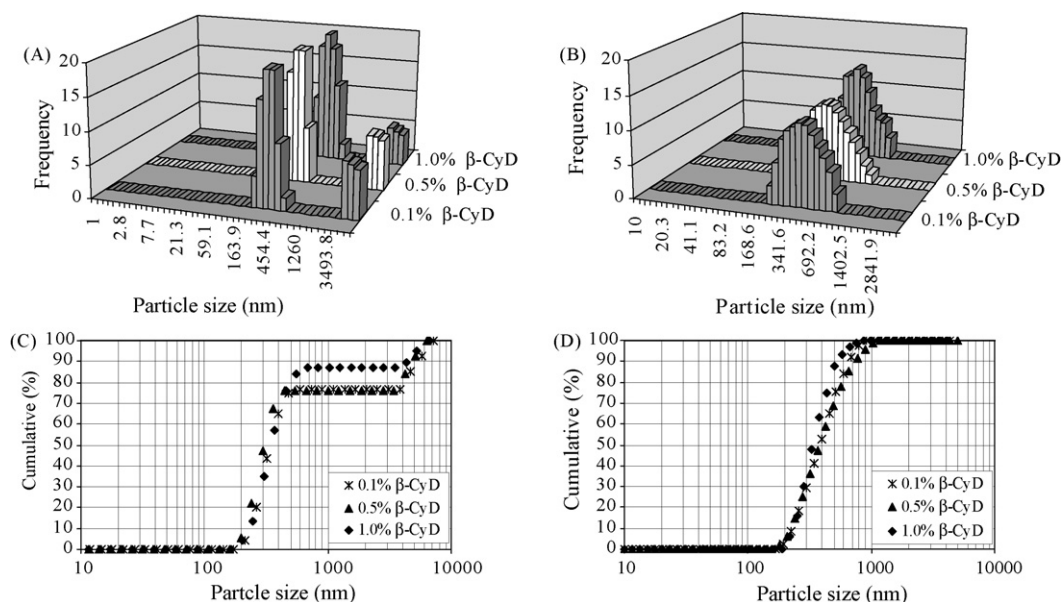 (A)
20
15
10
5
0
Frequency
1
2.8
7.7
21.3
59.1
163.9
454.4
1260
3493.8
1.0% β-CyD
0.5% β-CyD
0.1% β-CyD
Particle size (nm)
(B)
20
15
10
5
0
Frequency
10
20.3
41.1
83.2
168.6
341.6
692.2
1402.5
2841.9
1.0% β-CyD
0.5% β-CyD
0.1% β-CyD
Particle size (nm)
(C)
100
90
80
70
60
50
40
30
20
10
0
Cumulative (%)
0.1% β-CyD
0.5% β-CyD
1.0% β-CyD
10 100 1000 10000
Partcle size (nm)
(D)
100
90
80
70
60
50
40
30
20
10
0
Cumulative (%)
0.1% β-CyD
0.5% β-CyD
1.0% β-CyD
10 100 1000 10000
Partcle size (nm)